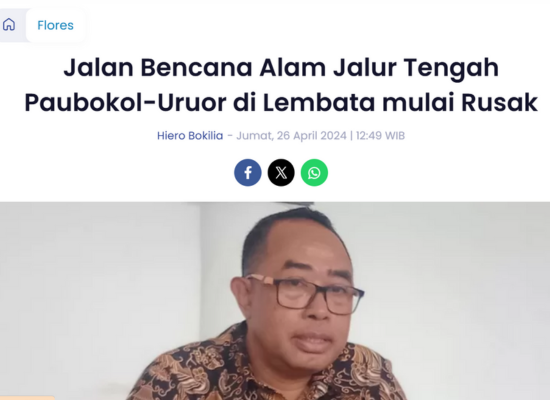 Flores
Jalan Bencana Alam Jalur Tengah
Paubokol-Uruor di Lembata mulai Rusak
Hiero Bokilia - Jumat, 26 April 2024 | 12:49 WIB